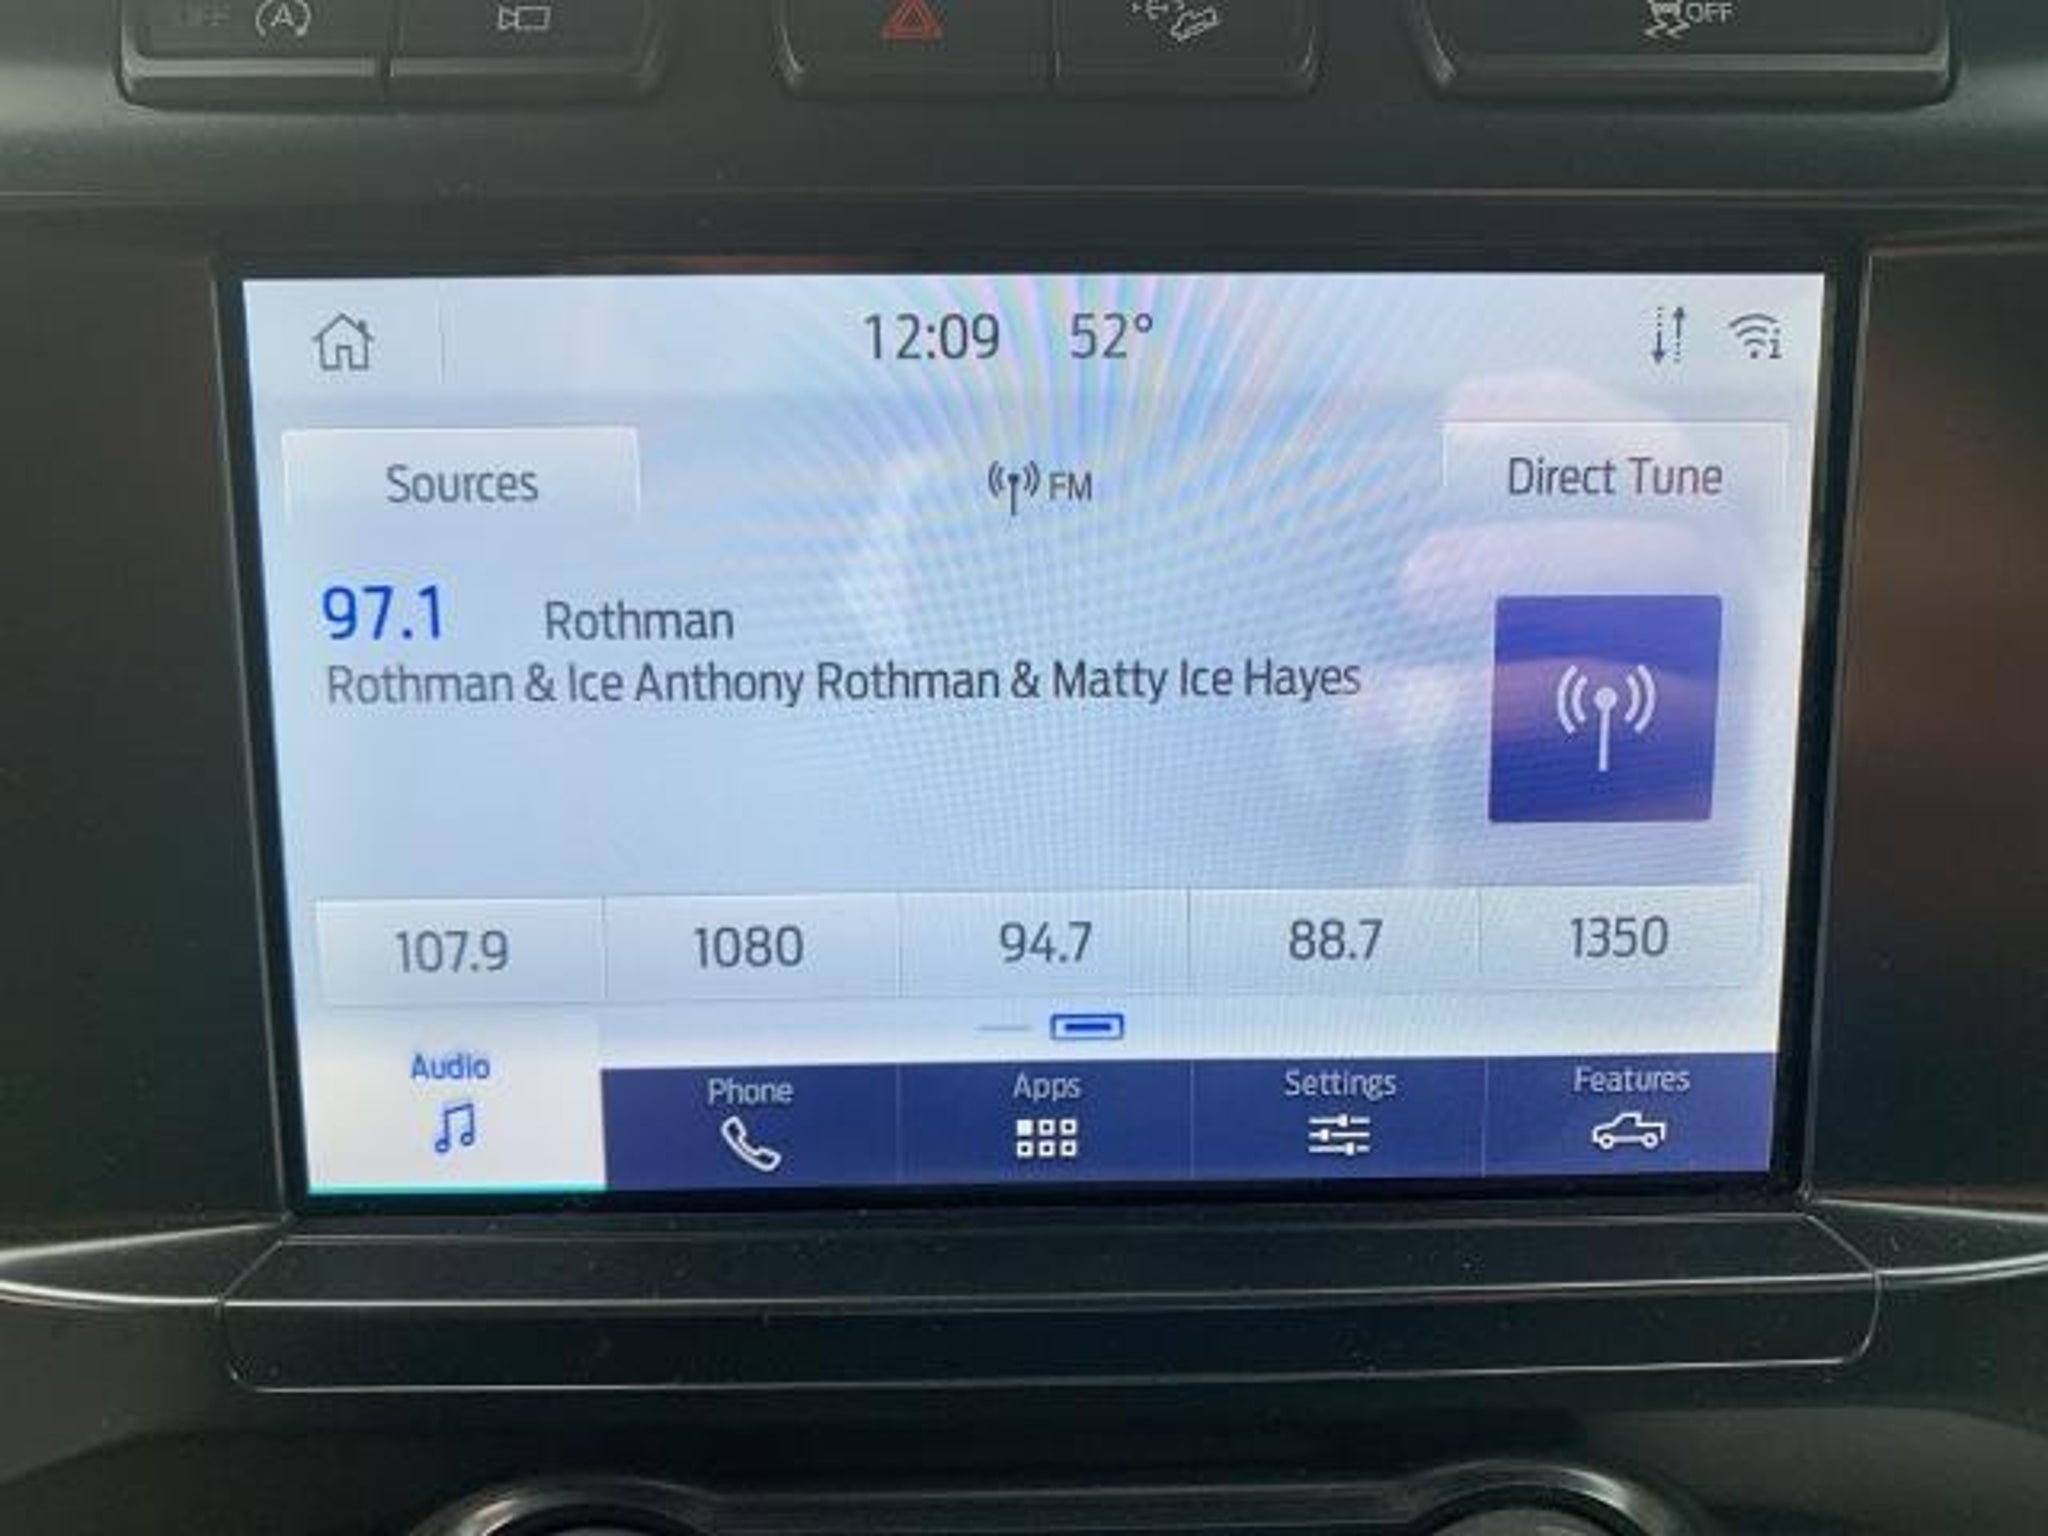 OFF
OFF
12:09 52°
Sources
FM
Direct Tune
97.1 Rothman
Rothman & Ice Anthony Rothman & Matty Ice Hayes
107.9 1080 94.7 88.7 1350
Audio Phone Apps Settings Features